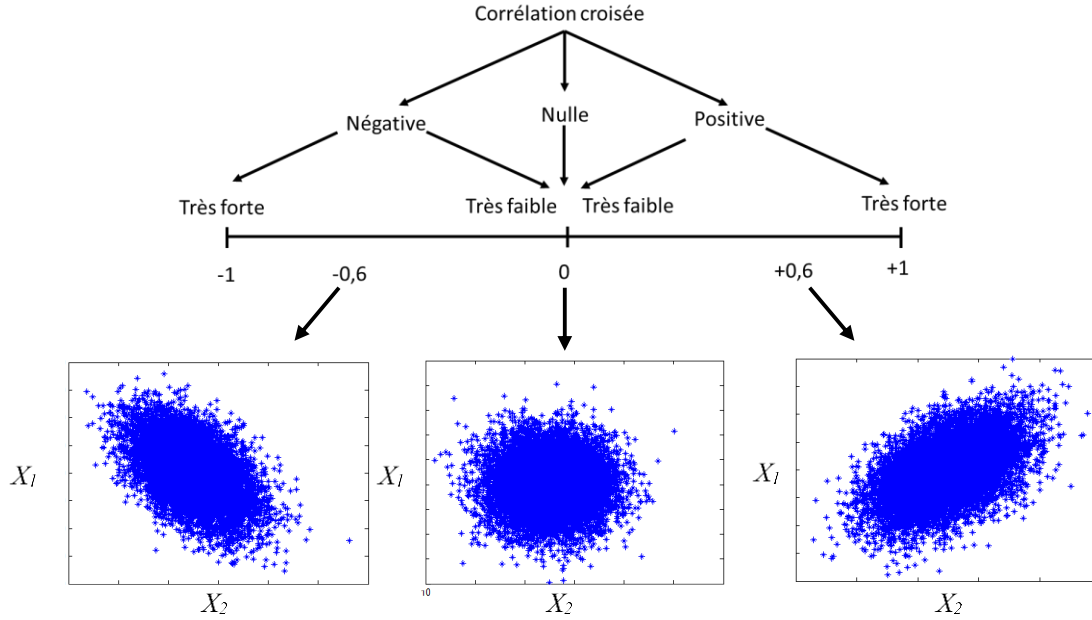 Corrélation croisée
Négative Nulle Positive
Très forte Très faible Très faible Très forte
-1 -0,6 0 +0,6 +1
X1 X1 X1
10
X2 X2 X2